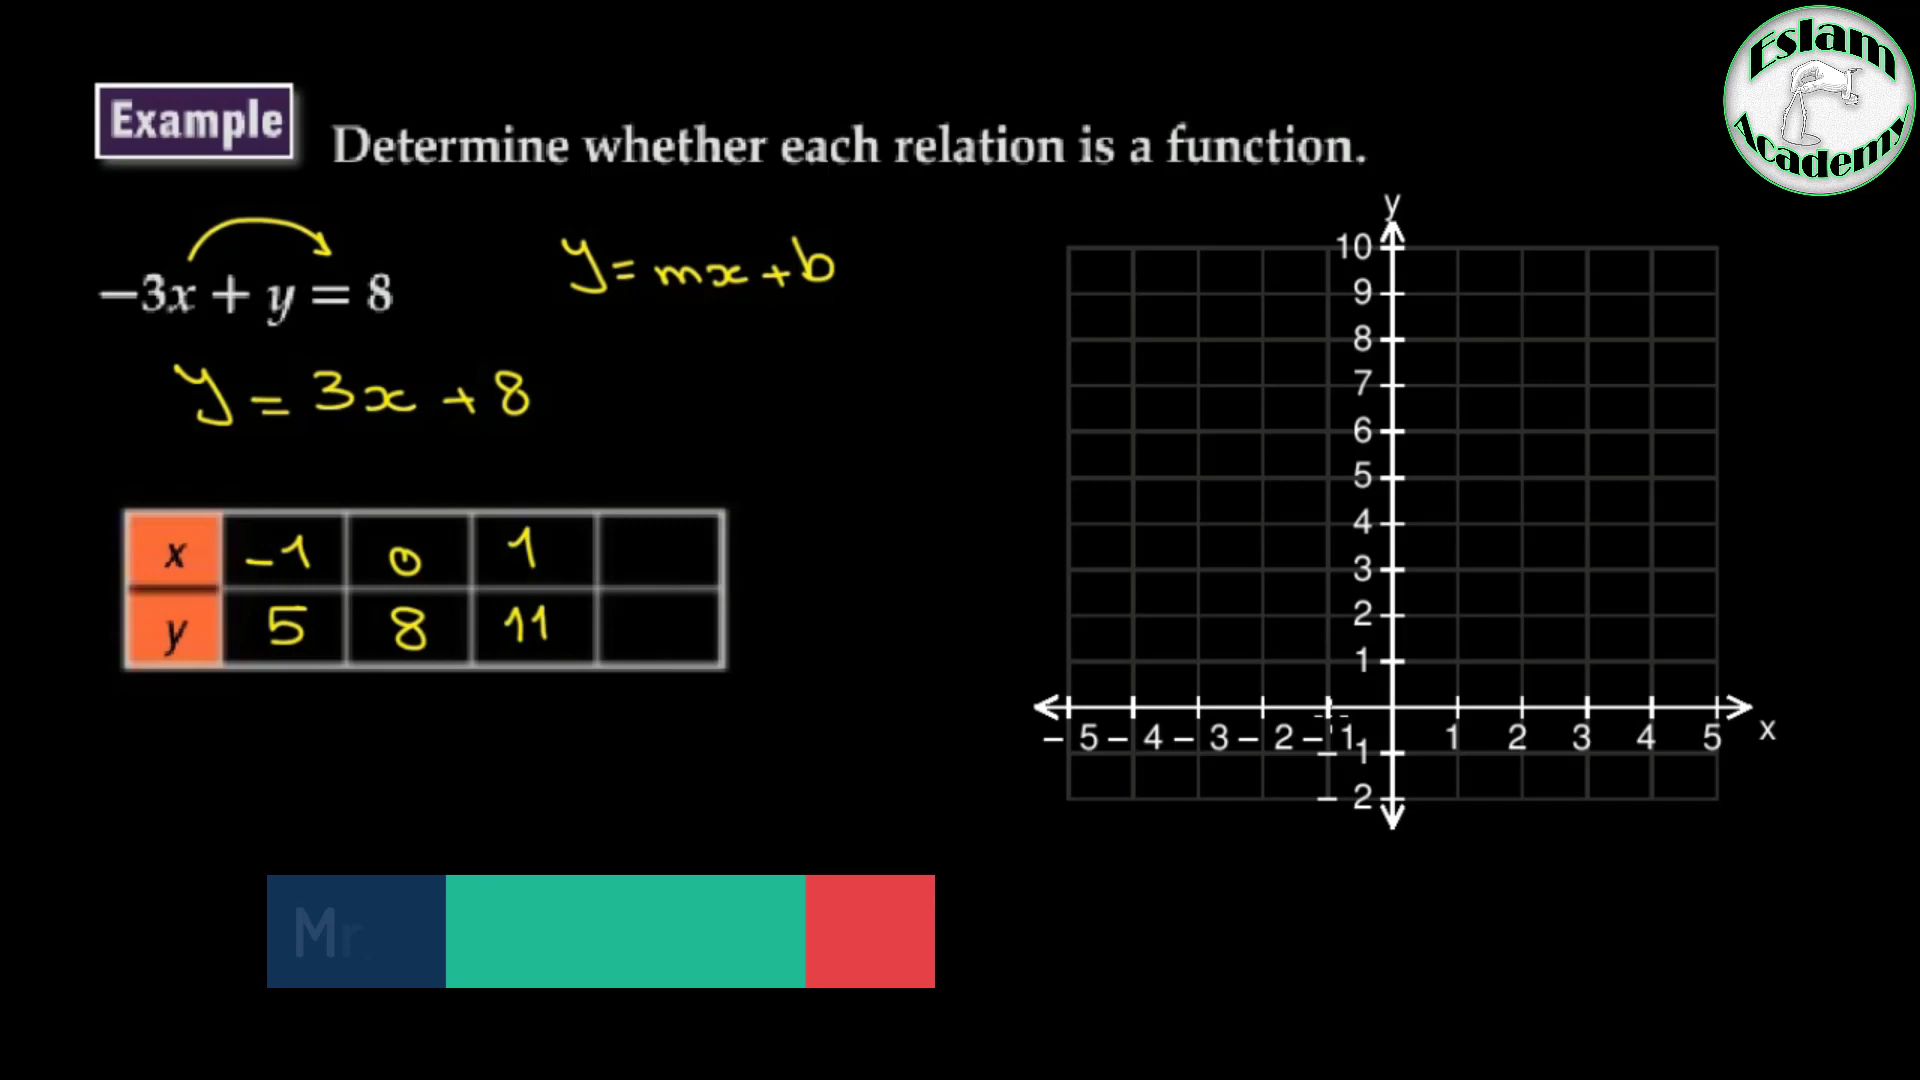 Eslam
Academy
Example
Determine whether each relation is a function.
−3x + y = 8
y = mx + b
y = 3x + 8
x −1 0 1
y 5 8 11
y
10
9
8
7
6
5
4
3
2
1
−5 −4 −3 −2 −1 1 2 3 4 5 x
−1
−2
Mr.